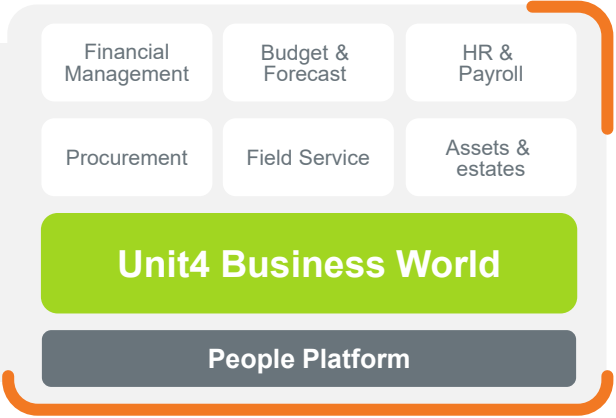 Financial
Management
Budget &
Forecast
HR &
Payroll
Procurement
Field Service
Assets &
estates
Unit4 Business World
People Platform